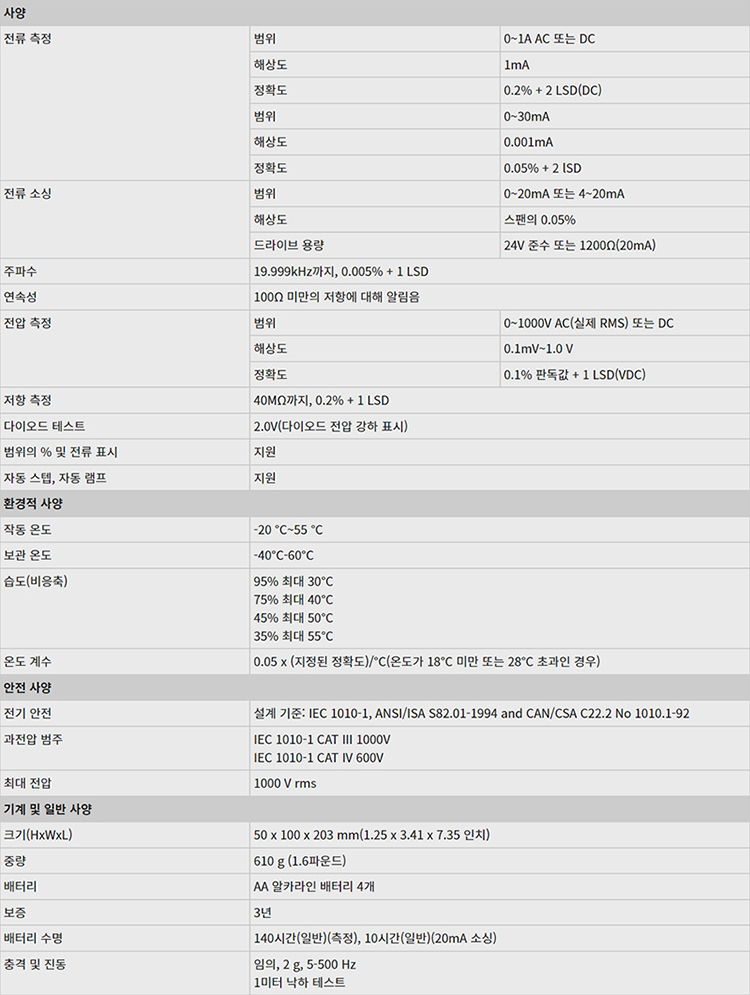 사양
전류 측정
범위
0~1A AC 또는 DC
해상도
1mA
정확도
0.2% + 2 LSD(DC)
범위
0~30mA
해상도
0.001mA
정확도
0.05% + 2 lSD
전류 소싱
범위
0~20mA 또는 4~20mA
해상도
스팬의 0.05%
드라이브 용량
24V 준수 또는 1200Ω(20mA)
주파수
19.999kHz까지, 0.005% + 1 LSD
연속성
100Ω 미만의 저항에 대해 알림음
전압 측정
범위
0~1000V AC(실제 RMS) 또는 DC
해상도
0.1mV~1.0 V
정확도
0.1% 판독값 + 1 LSD(VDC)
저항 측정
40MΩ까지, 0.2% + 1 LSD
다이오드 테스트
2.0V(다이오드 전압 강하 표시)
범위의 % 및 전류 표시
지원
자동 스텝, 자동 램프
지원
환경적 사양
작동 온도
-20 °C~55 °C
보관 온도
-40°C-60°C
습도(비응축)
95% 최대 30°C
75% 최대 40°C
45% 최대 50°C
35% 최대 55°C
온도 계수
0.05 x (지정된 정확도)/°C(온도가 18°C 미만 또는 28°C 초과인 경우)
안전 사양
전기 안전
설계 기준: IEC 1010-1, ANSI/ISA S82.01-1994 and CAN/CSA C22.2 No 1010.1-92
과전압 범주
IEC 1010-1 CAT III 1000V
IEC 1010-1 CAT IV 600V
최대 전압
1000 V rms
기계 및 일반 사양
크기(HxWxL)
50 x 100 x 203 mm(1.25 x 3.41 x 7.35 인치)
중량
610 g (1.6파운드)
배터리
AA 알카라인 배터리 4개
보증
3년
배터리 수명
140시간(일반)(측정), 10시간(일반)(20mA 소싱)
충격 및 진동
임의, 2 g, 5-500 Hz
1미터 낙하 테스트